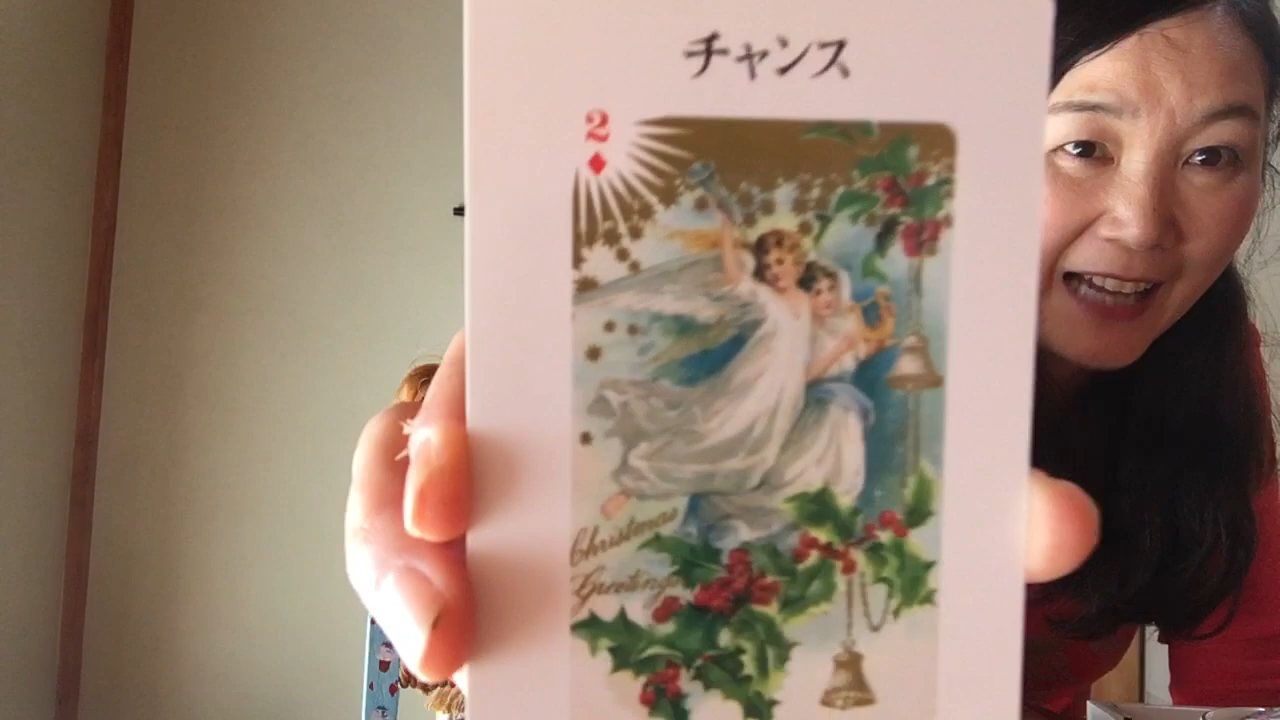 チャンス
2
Christmas
Greetings